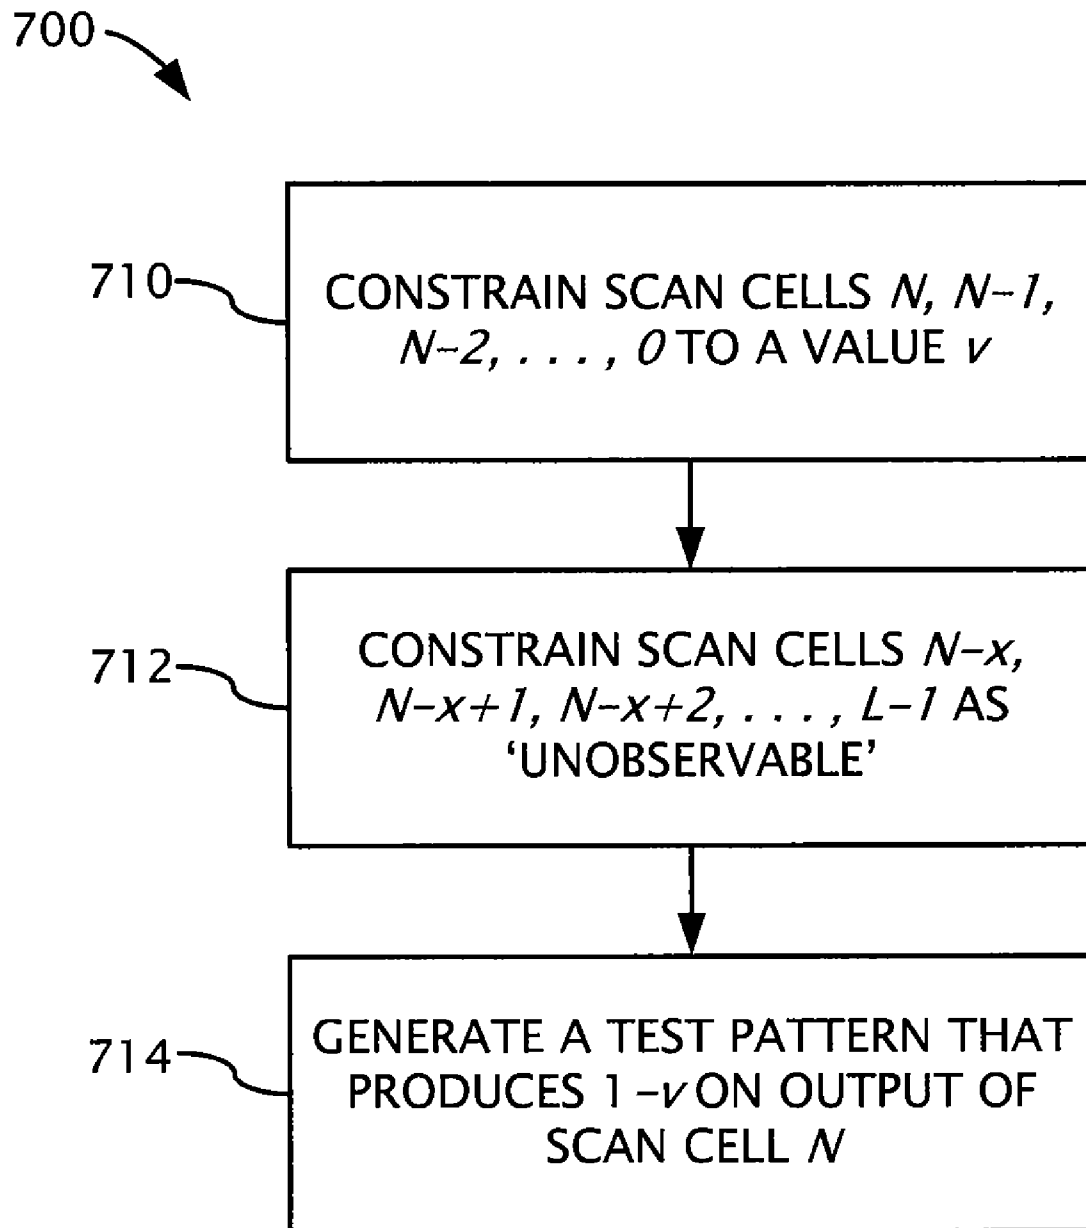 700
710
CONSTRAIN SCAN CELLS N, N–1,
N–2, . . . , 0 TO A VALUE v
712
CONSTRAIN SCAN CELLS N–x,
N–x+1, N–x+2, . . . , L–1 AS
‘UNOBSERVABLE’
714
GENERATE A TEST PATTERN THAT
PRODUCES 1–v ON OUTPUT OF
SCAN CELL N